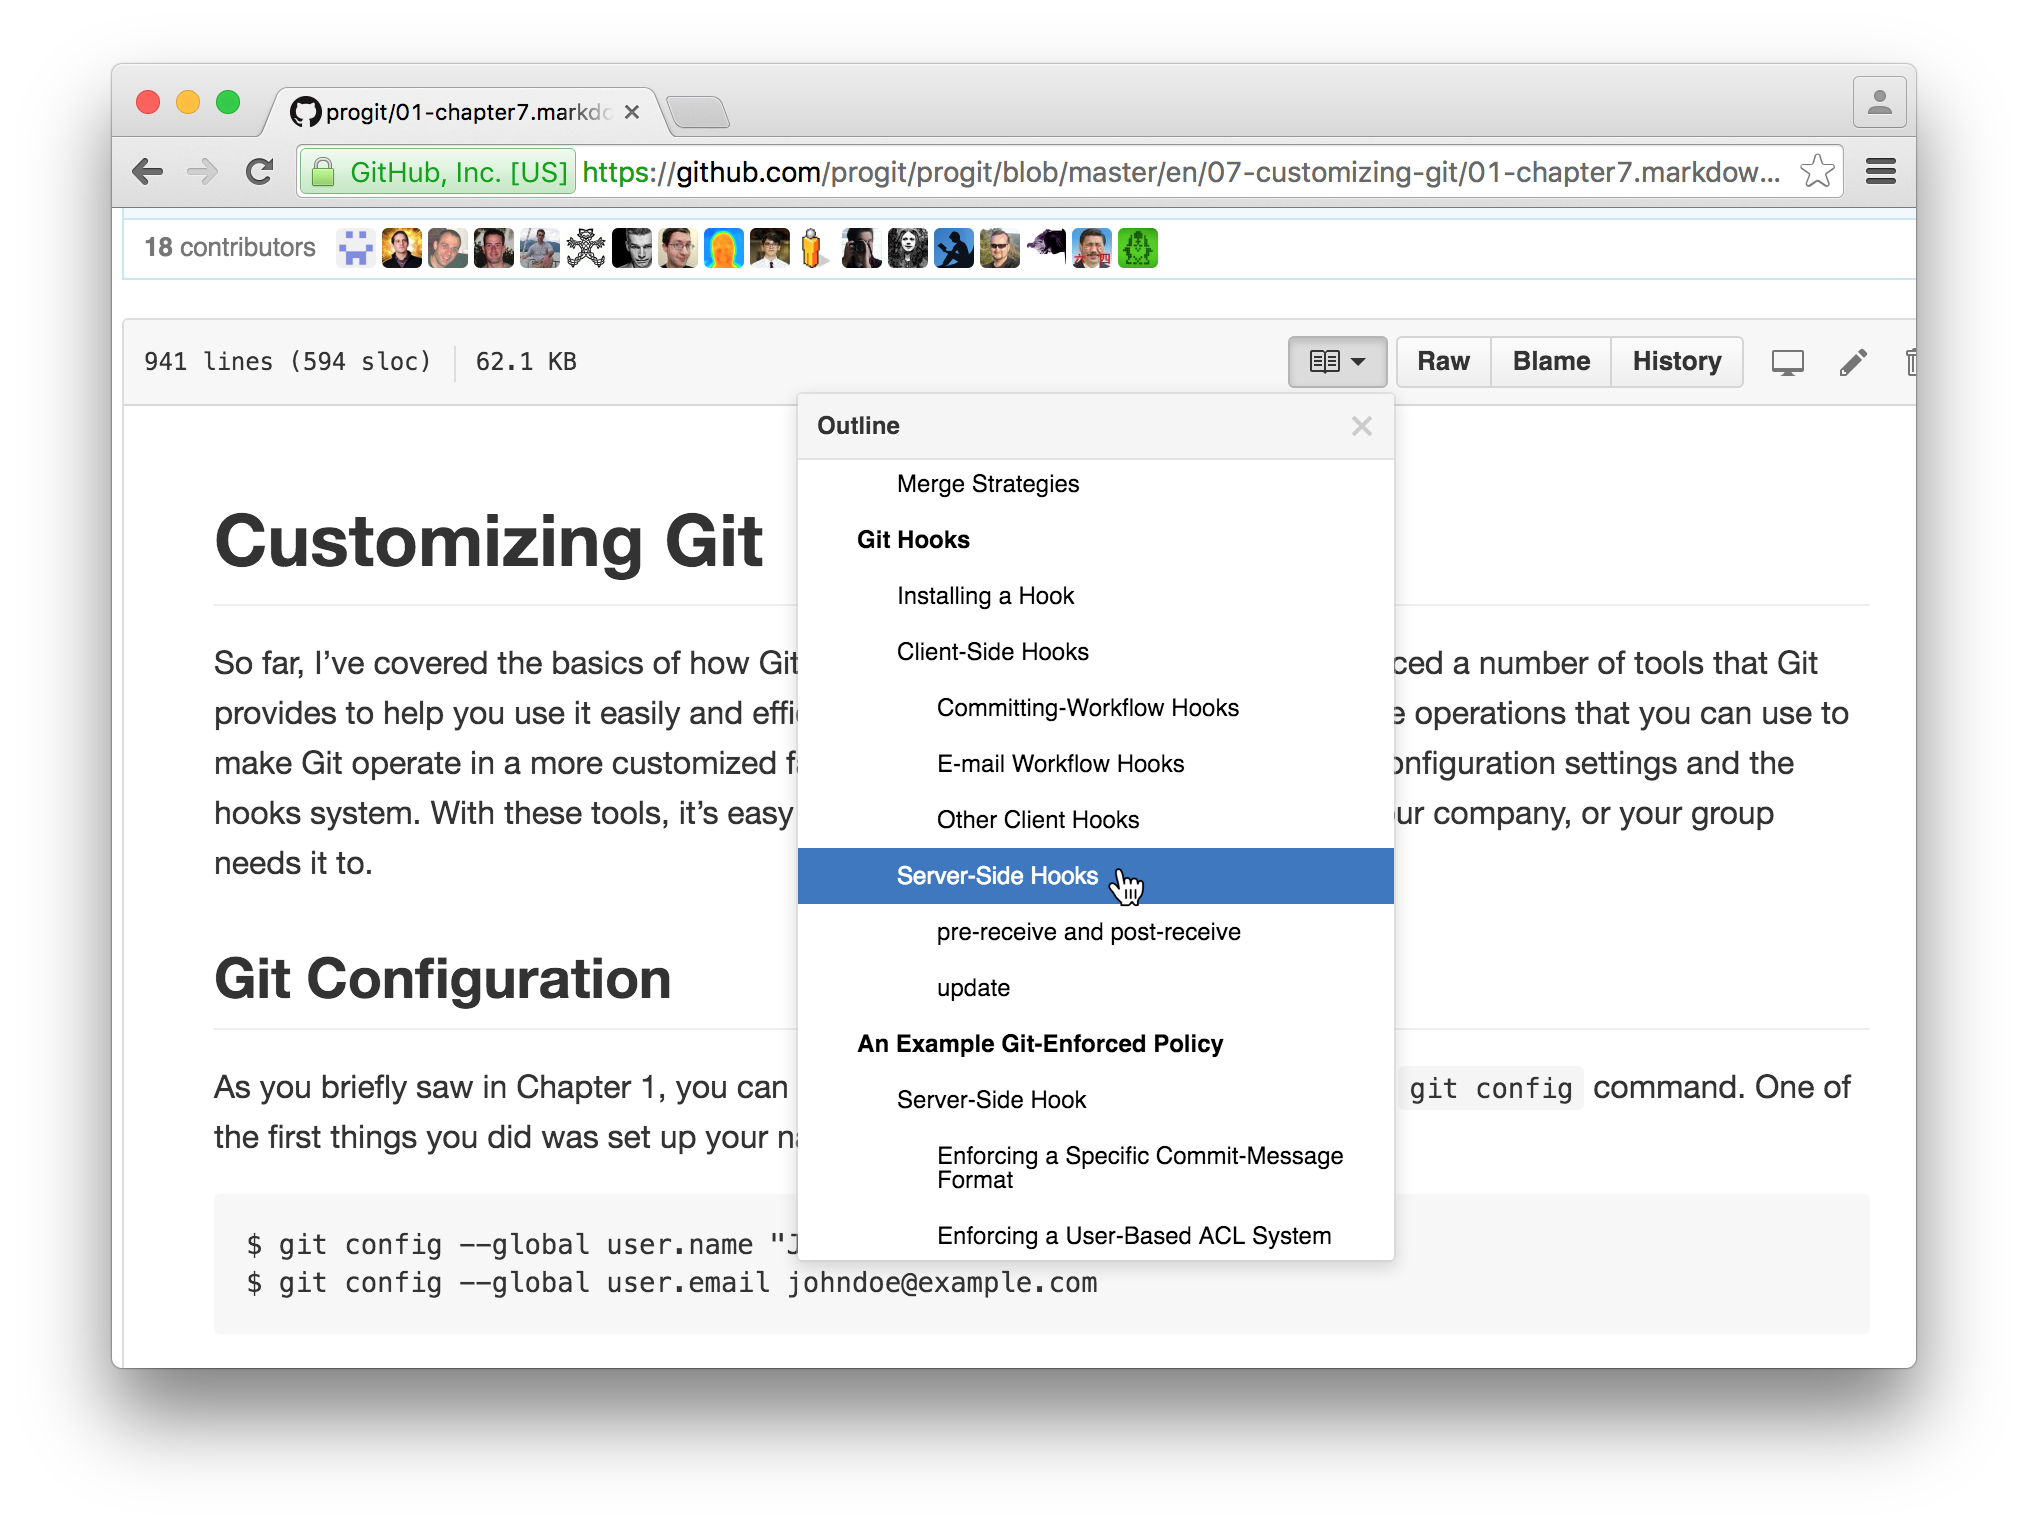 progit/01-chapter7.markdo
GitHub, Inc. [US] https://github.com/progit/progit/blob/master/en/07-customizing-git/01-chapter7.markdow...
18 contributors
941 lines (594 sloc) 62.1 KB
Raw Blame History
Outline
Merge Strategies
Git Hooks
Installing a Hook
Client-Side Hooks
Committing-Workflow Hooks
E-mail Workflow Hooks
Other Client Hooks
Server-Side Hooks
pre-receive and post-receive
update
An Example Git-Enforced Policy
Server-Side Hook
Enforcing a Specific Commit-Message
Format
Enforcing a User-Based ACL System
Customizing Git
So far, I’ve covered the basics of how Git ced a number of tools that Git
provides to help you use it easily and effi operations that you can use to
make Git operate in a more customized onfiguration settings and the
hooks system. With these tools, it’s easy ur company, or your group
needs it to.
Git Configuration
As you briefly saw in Chapter 1, you can git config command. One of
the first things you did was set up your na
$ git config --global user.name "J
$ git config --global user.email johndoe@example.com